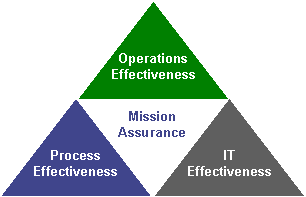 Operations
Effectiveness
Mission
Assurance
Process
Effectiveness
IT
Effectiveness